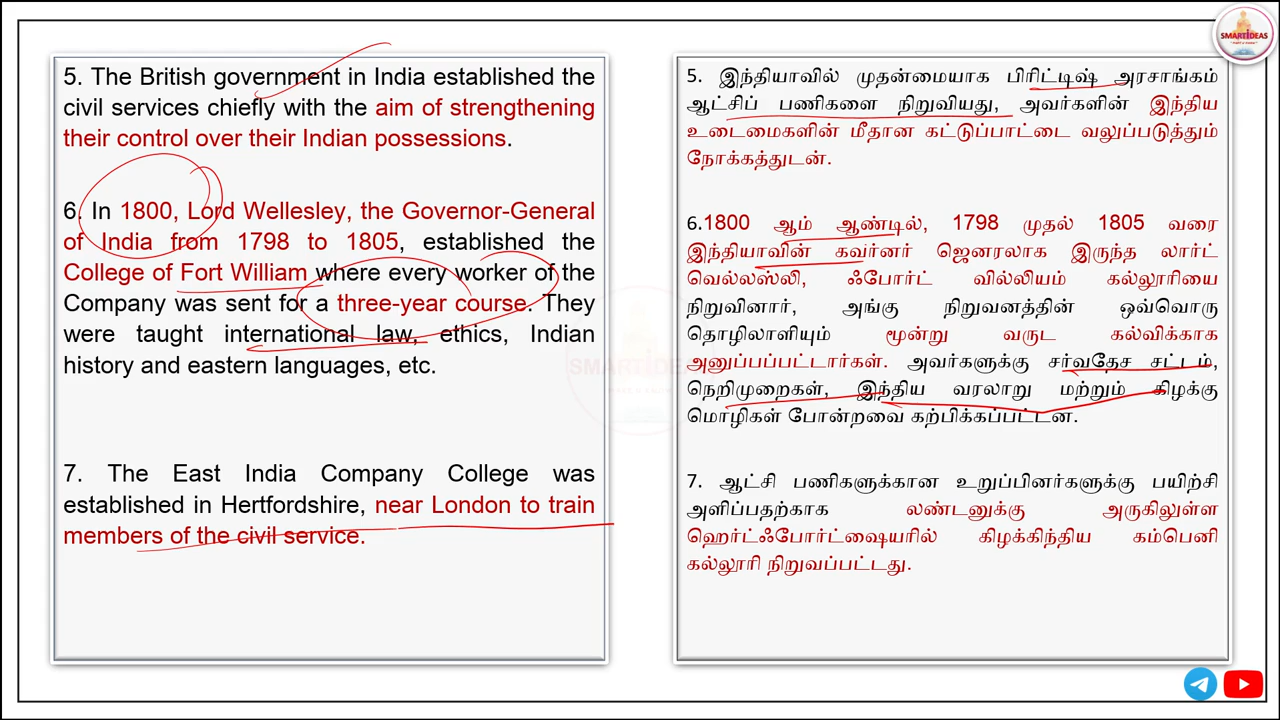 SMARTIDEAS
5. The British government in India established the
civil services chiefly with the aim of strengthening
their control over their Indian possessions.
6. In 1800, Lord Wellesley, the Governor-General
of India from 1798 to 1805, established the
College of Fort William where every worker of the
Company was sent for a three-year course. They
were taught international law, ethics, Indian
history and eastern languages, etc.
7. The East India Company College was
established in Hertfordshire, near London to train
members of the civil service.
5. இந்தியாவில் முதன்மையாக பிரிட்டிஷ் அரசாங்கம்
ஆட்சிப் பணிகளை நிறுவியது, அவர்களின் இந்திய
உடைமைகளின் மீதான கட்டுப்பாட்டை வலுப்படுத்தும்
நோக்கத்துடன்.
6.1800 ஆம் ஆண்டில், 1798 முதல் 1805 வரை
இந்தியாவின் கவர்னர் ஜெனரலாக இருந்த லார்ட்
வெல்லஸ்லி, ஃபோர்ட் வில்லியம் கல்லூரியை
நிறுவினார், அங்கு நிறுவனத்தின் ஒவ்வொரு
தொழிலாளியும் மூன்று வருட கல்விக்காக
அனுப்பப்பட்டார்கள். அவர்களுக்கு சர்வதேச சட்டம்,
நெறிமுறைகள், இந்திய வரலாறு மற்றும் கிழக்கு
மொழிகள் போன்றவை கற்பிக்கப்பட்டன.
7. ஆட்சி பணிகளுக்கான உறுப்பினர்களுக்கு பயிற்சி
அளிப்பதற்காக லண்டனுக்கு அருகிலுள்ள
ஹெர்ட்ஃபோர்ட்ஷையரில் கிழக்கிந்திய கம்பெனி
கல்லூரி நிறுவப்பட்டது.